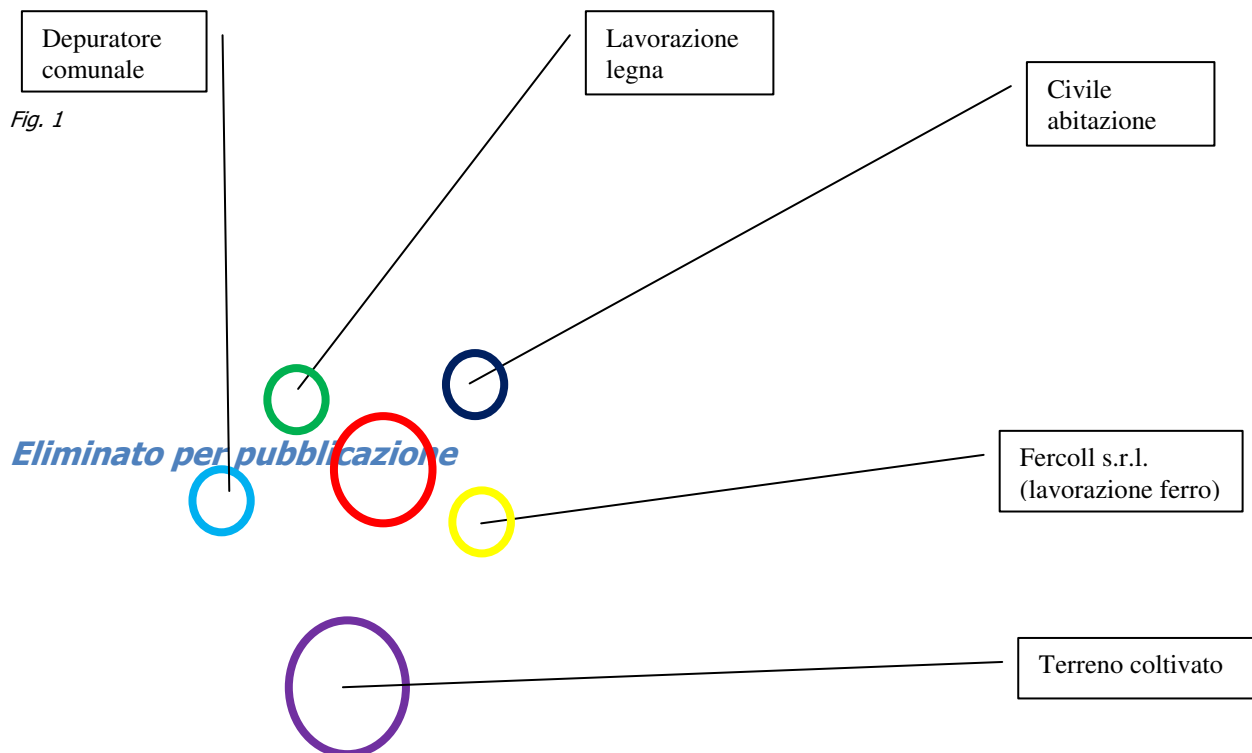 Depuratore
comunale
Lavorazione
legna
Civile
abitazione
Fig. 1
Eliminato per pubblicazione
Fercoll s.r.l.
(lavorazione ferro)
Terreno coltivato